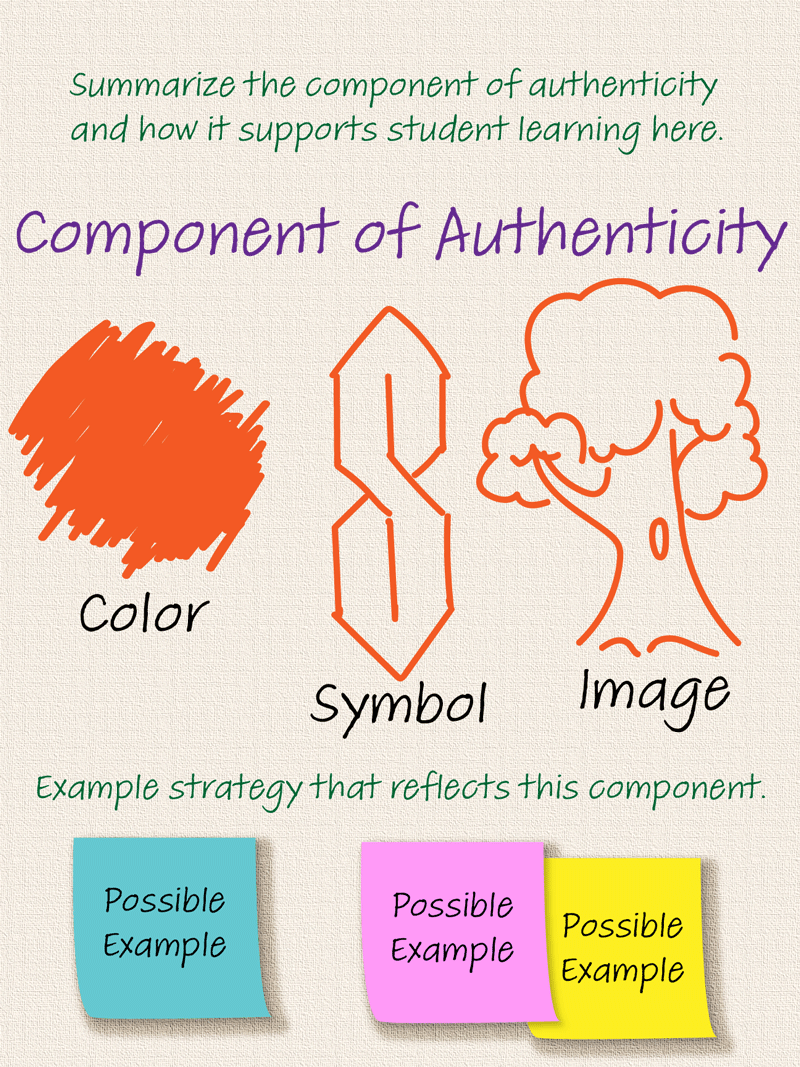 Summarize the component of authenticity
and how it supports student learning here.
Component of Authenticity
Color
Symbol
Image
Example strategy that reflects this component.
Possible
Example
Possible
Example
Possible
Example